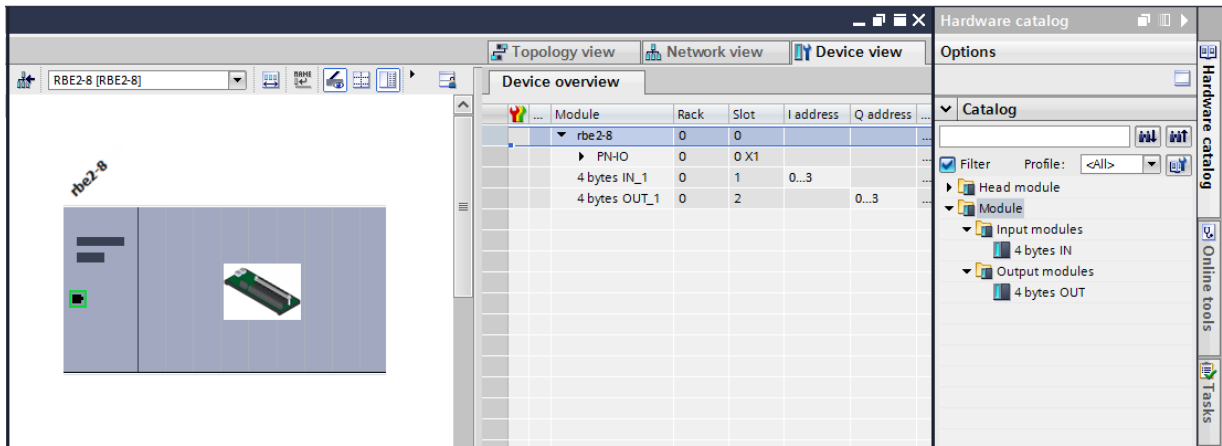 Hardware catalog
Topology view
Network view
Device view
Options
RBE2-8 [RBE2-8]
NAME
Device overview
... Module Rack Slot I address Q address ...
rbe2-8 0 0 ...
PN-IO 0 0 X1 ...
4 bytes IN_1 0 1 0...3 ...
4 bytes OUT_1 0 2 0...3 ...
rbe2-8
Catalog
Filter Profile: <All>
Head module
Module
Input modules
4 bytes IN
Output modules
4 bytes OUT
Hardware catalog
Online tools
Tasks